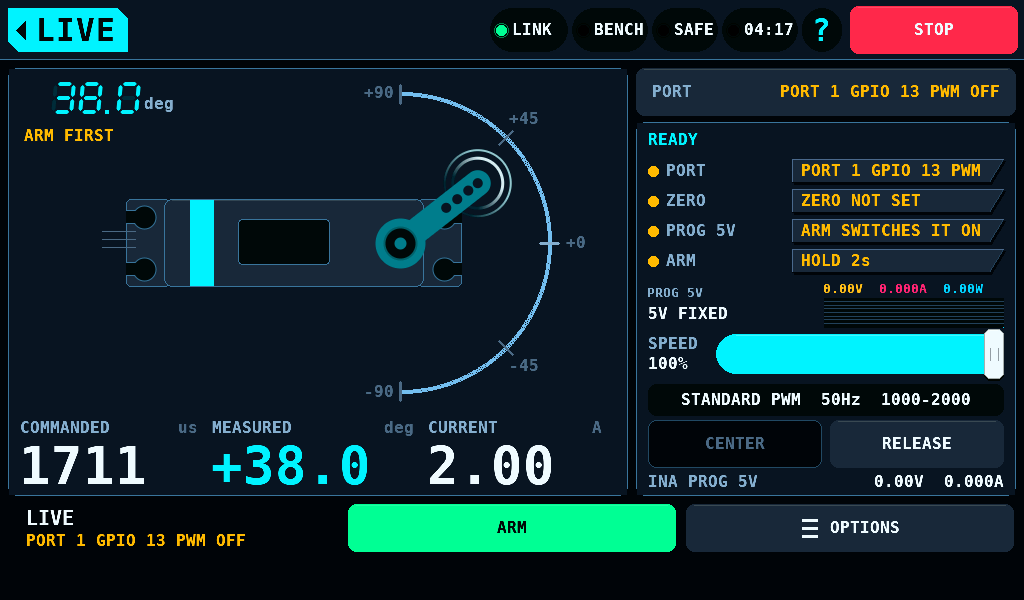 LIVE
LINK
BENCH
SAFE
04:17
?
STOP
38.0 deg
ARM FIRST
+90
+45
+0
-45
-90
COMMANDED us
1711
MEASURED deg
+38.0
CURRENT A
2.00
PORT PORT 1 GPIO 13 PWM OFF
READY
PORT PORT 1 GPIO 13 PWM
ZERO ZERO NOT SET
PROG 5V ARM SWITCHES IT ON
ARM HOLD 2s
PROG 5V 0.00V 0.000A 0.00W
5V FIXED
SPEED
100%
STANDARD PWM 50Hz 1000-2000
CENTER
RELEASE
INA PROG 5V 0.00V 0.000A
LIVE
PORT 1 GPIO 13 PWM OFF
ARM
OPTIONS